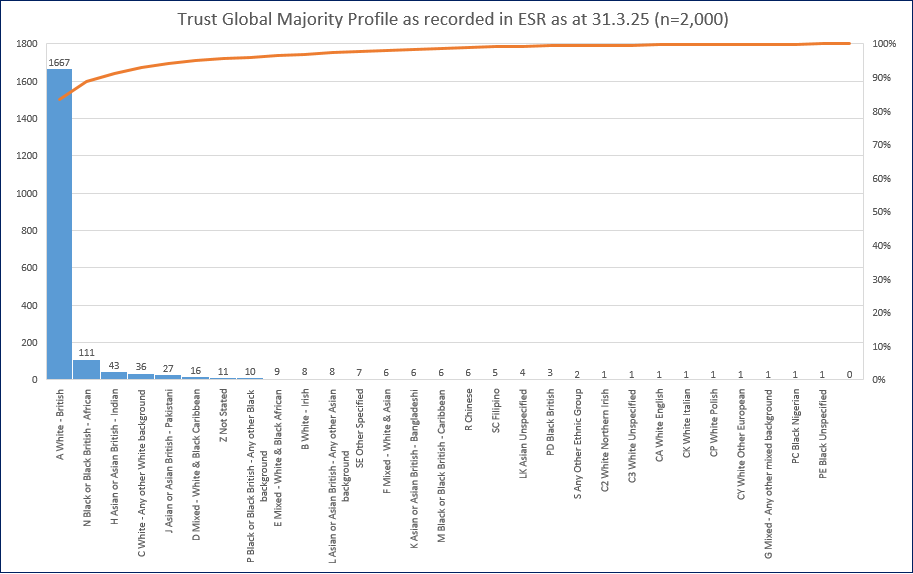 Trust Global Majority Profile as recorded in ESR as at 31.3.25 (n=2,000)
1800
1600
1400
1200
1000
800
600
400
200
0
100%
90%
80%
70%
60%
50%
40%
30%
20%
10%
0%
1667
111
43
36
27
16
11
10
9
8
8
7
6
6
6
6
5
4
3
2
1
1
1
1
1
1
1
1
1
0
A White - British
N Black or Black British - African
H Asian or Asian British - Indian
C White - Any other White background
J Asian or Asian British - Pakistani
D Mixed - White & Black Caribbean
Z Not Stated
P Black or Black British - Any other Black
background
E Mixed - White & Black African
B White - Irish
L Asian or Asian British - Any other Asian
background
SE Other Specified
F Mixed - White & Asian
K Asian or Asian British - Bangladeshi
M Black or Black British - Caribbean
R Chinese
SC Filipino
LK Asian Unspecified
PD Black British
S Any Other Ethnic Group
C2 White Northern Irish
C3 White Unspecified
CA White English
CK White Italian
CP White Polish
CY White Other European
G Mixed - Any other mixed background
PC Black Nigerian
PE Black Unspecified